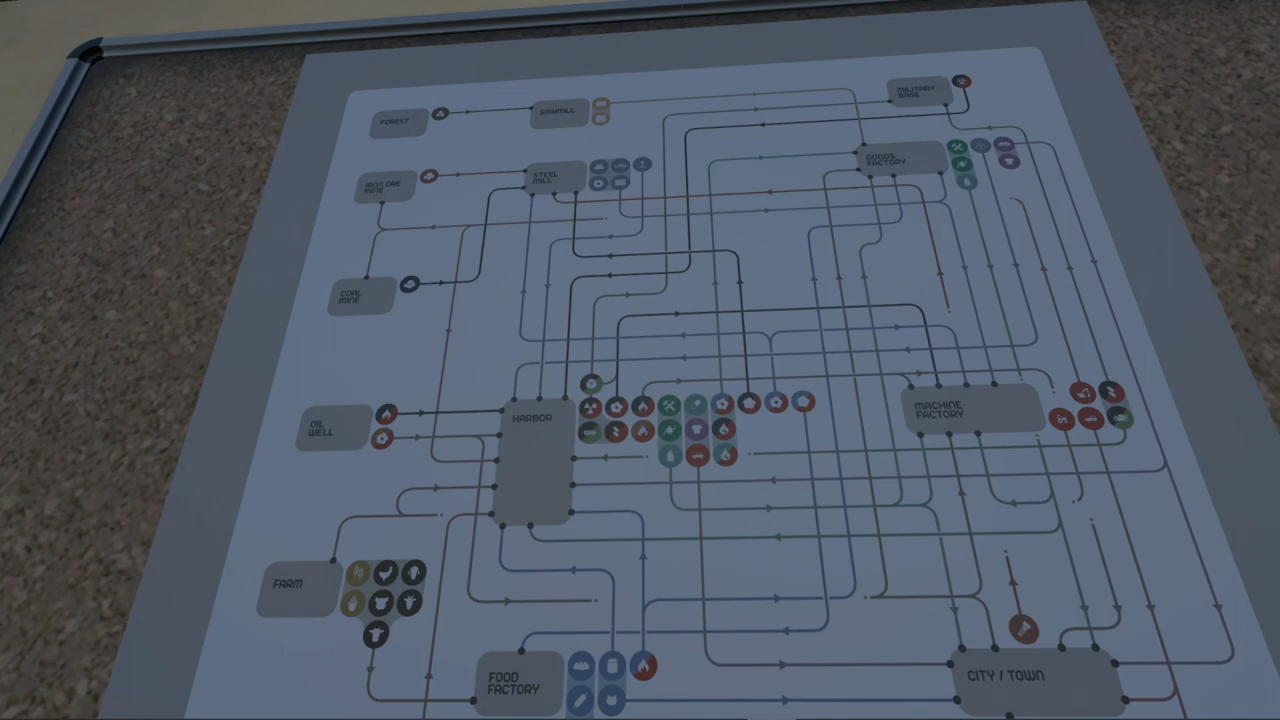 FOREST
SAWMILL
MILITARY
BASE
IRON ORE
MINE
STEEL
MILL
GOODS
FACTORY
COAL
MINE
OIL
WELL
HARBOR
MACHINE
FACTORY
FARM
FOOD
FACTORY
CITY / TOWN